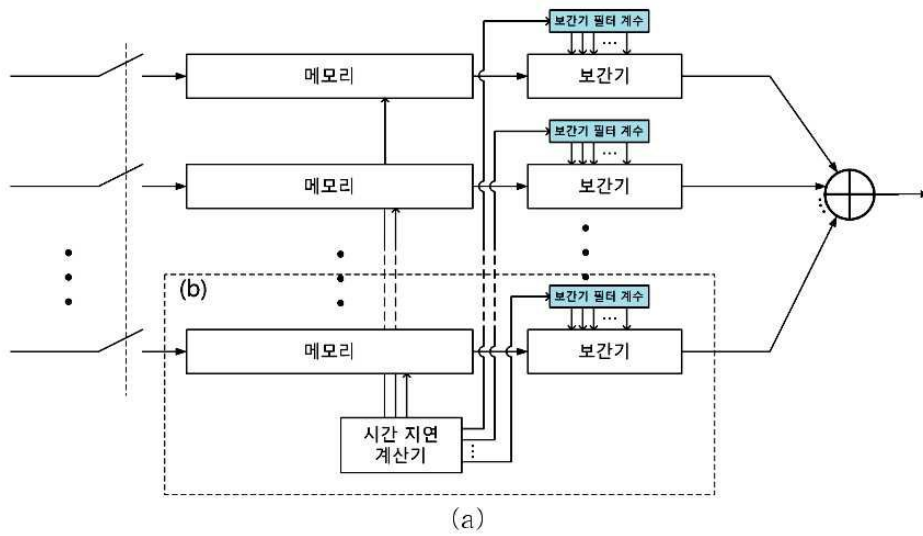 보간기 필터 계수
...
메모리
보간기
보간기 필터 계수
...
메모리
보간기
(b)
보간기 필터 계수
...
메모리
보간기
시간 지연
계산기
(a)